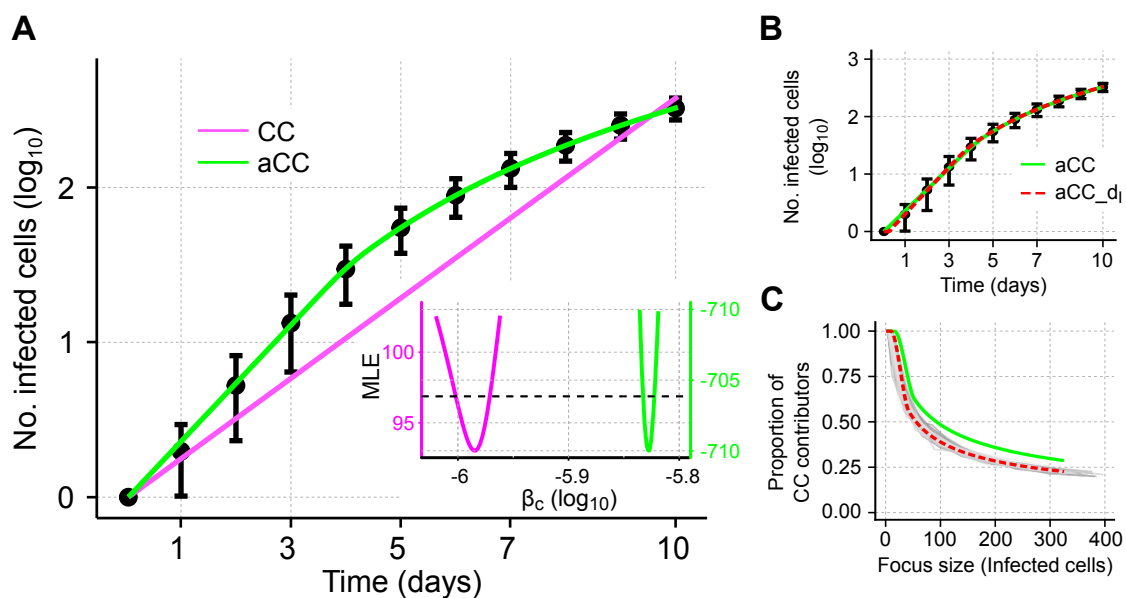 A
No. infected cells (log10)
2
1
0
CC
aCC
MLE
100
95
-710
-705
-710
-6
-5.9
-5.8
βc (log10)
1
3
5
7
10
Time (days)
B
No. infected cells
(log10)
3
2
1
0
aCC
aCC_dI
1
3
5
7
10
Time (days)
C
Proportion of
CC contributors
1.00
0.75
0.50
0.25
0.00
0
100
200
300
400
Focus size (Infected cells)